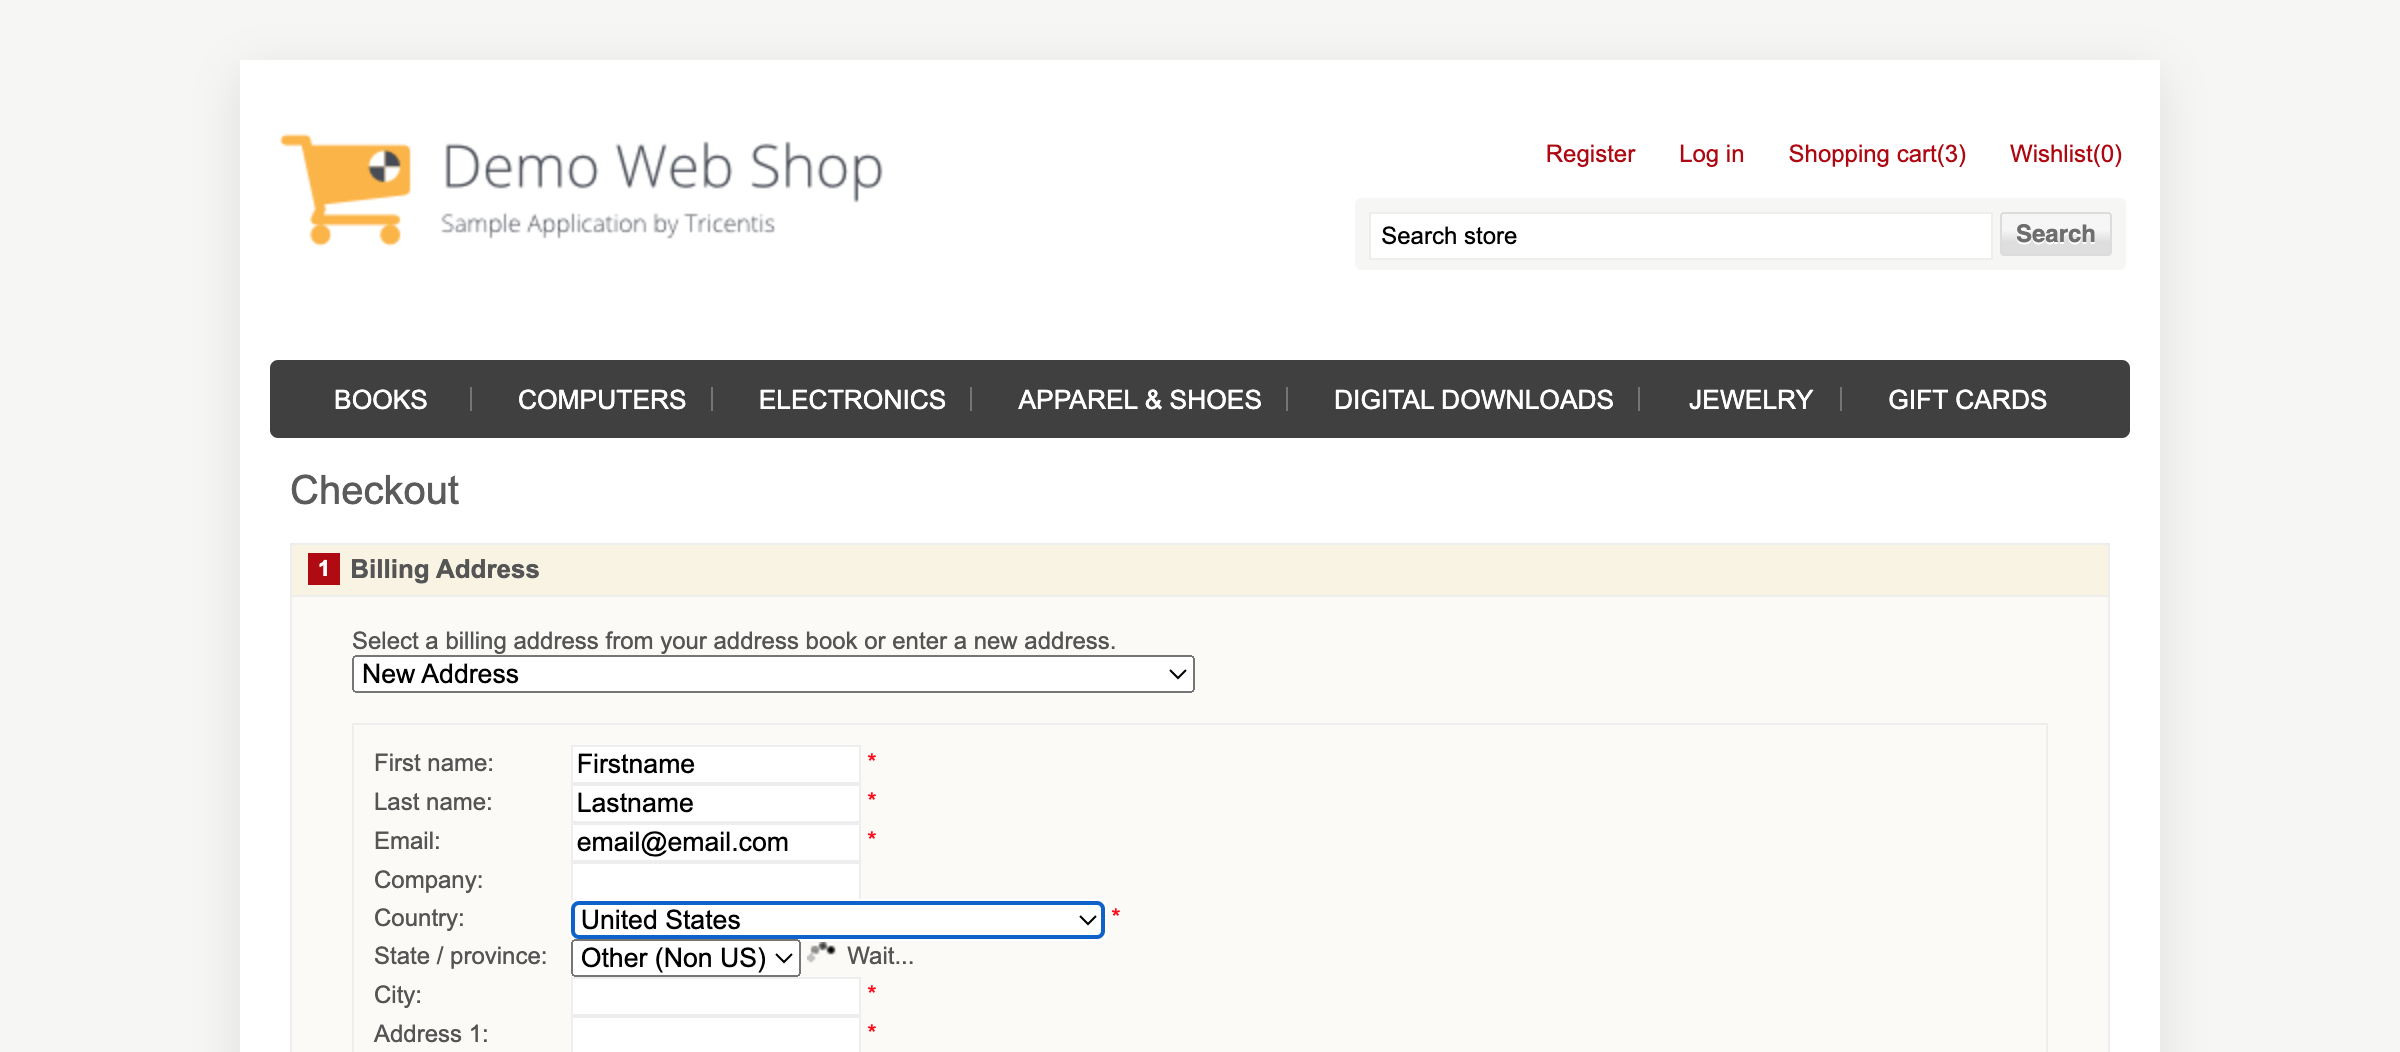 Demo Web Shop
Sample Application by Tricentis
Register Log in Shopping cart(3) Wishlist(0)
Search store Search
BOOKS COMPUTERS ELECTRONICS APPAREL & SHOES DIGITAL DOWNLOADS JEWELRY GIFT CARDS
Checkout
1 Billing Address
Select a billing address from your address book or enter a new address.
New Address
First name: Firstname *
Last name: Lastname *
Email: email@email.com *
Company:
Country: United States *
State / province: Other (Non US) Wait...
City: *
Address 1: *